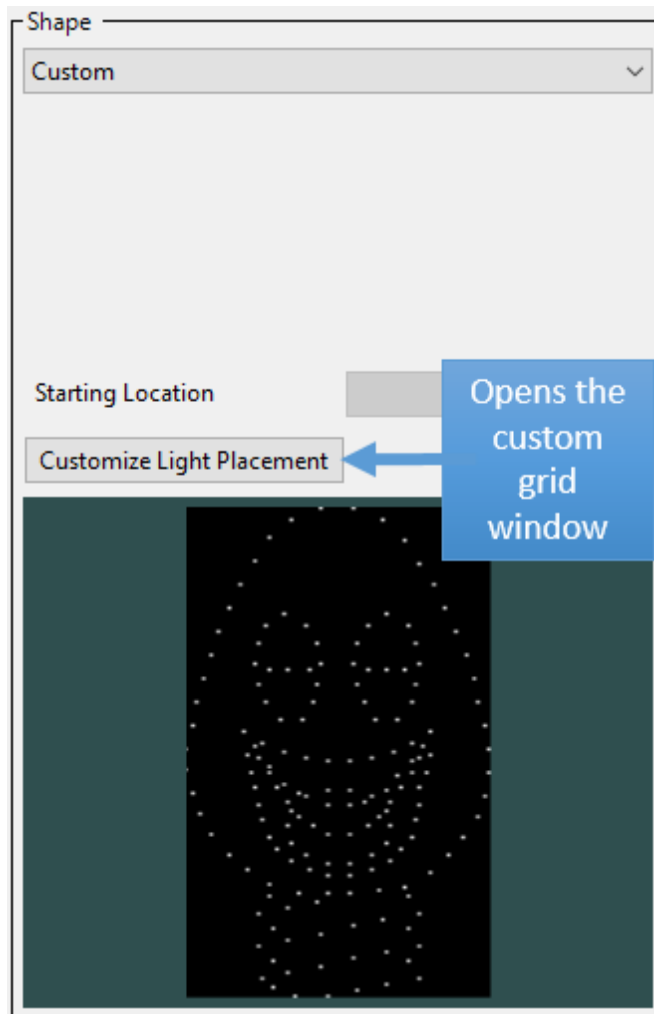 Shape
Custom
Starting Location
Opens the
custom
grid
window
Customize Light Placement